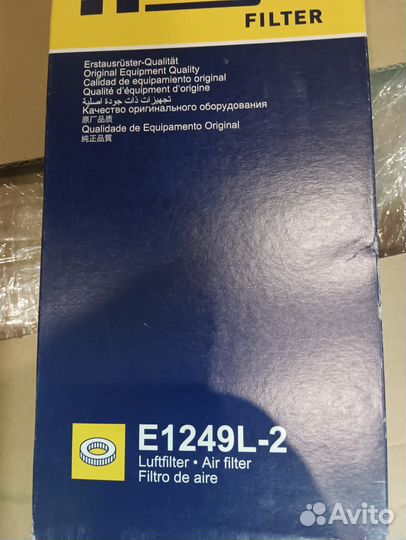 FILTER
Erstausrüster-Qualität
Original Equipment Quality
Calidad de equipamiento original
Qualité d'équipement d'origine
تجهيزات ذات جودة أصلية
Качество оригинального оборудования
原厂品质
Qualidade de Equipamento Original
純正品質
E1249L-2
Luftfilter • Air filter
Filtro de aire
Avito